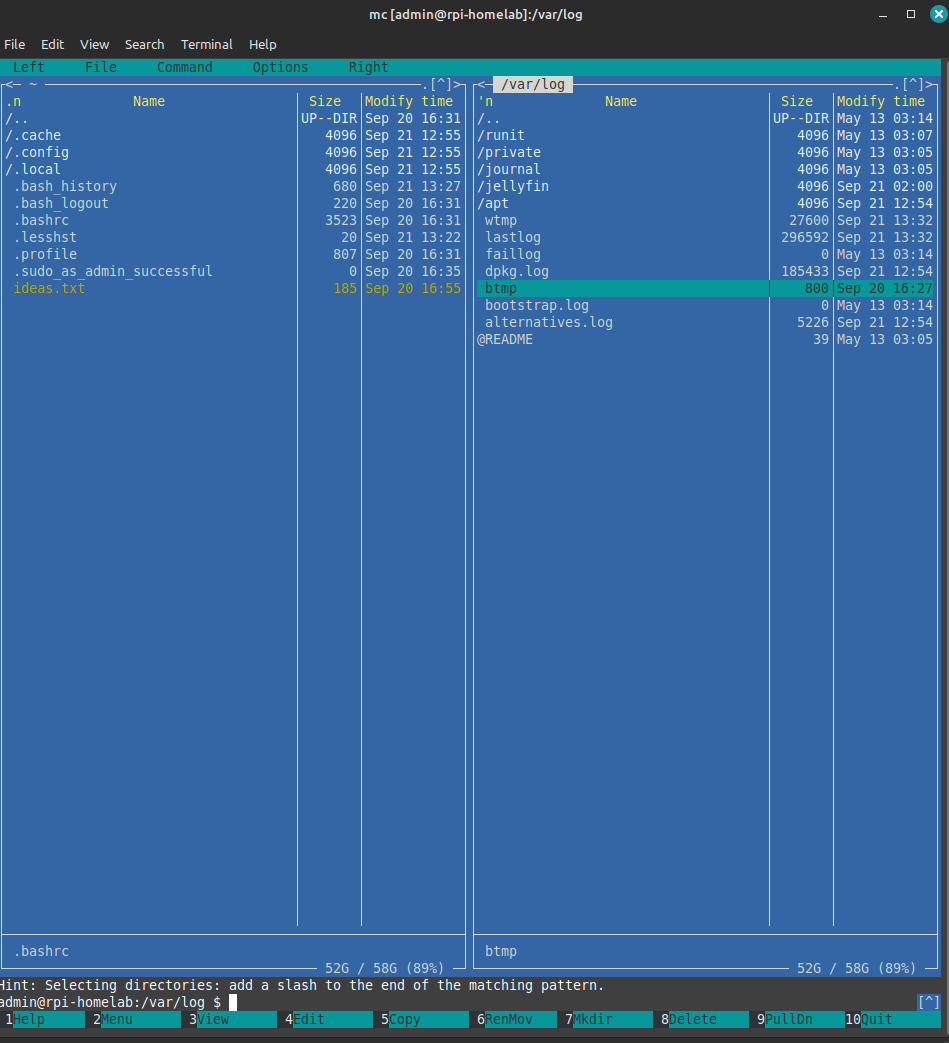 mc [admin@rpi-homelab]:/var/log
File Edit View Search Terminal Help
Left File Command Options Right
<─ ~ .[^]>
.n Name Size Modify time
/.. UP--DIR Sep 20 16:31
/.cache 4096 Sep 21 12:55
/.config 4096 Sep 21 12:55
/.local 4096 Sep 21 12:55
.bash_history 680 Sep 21 13:27
.bash_logout 220 Sep 20 16:31
.bashrc 3523 Sep 20 16:31
.lesshst 20 Sep 21 13:22
.profile 807 Sep 20 16:31
.sudo_as_admin_successful 0 Sep 20 16:35
ideas.txt 185 Sep 20 16:55
.bashrc
52G / 58G (89%)
<─ /var/log .[^]>
'n Name Size Modify time
/.. UP--DIR May 13 03:14
/runit 4096 May 13 03:07
/private 4096 May 13 03:05
/journal 4096 May 13 03:05
/jellyfin 4096 Sep 21 02:00
/apt 4096 Sep 21 12:54
wtmp 27600 Sep 21 13:32
lastlog 296592 Sep 21 13:32
faillog 0 May 13 03:14
dpkg.log 185433 Sep 21 12:54
btmp 800 Sep 20 16:27
bootstrap.log 0 May 13 03:14
alternatives.log 5226 Sep 21 12:54
@README 39 May 13 03:05
btmp
52G / 58G (89%)
Hint: Selecting directories: add a slash to the end of the matching pattern.
admin@rpi-homelab:/var/log $ [^]
1Help 2Menu 3View 4Edit 5Copy 6RenMov 7Mkdir 8Delete 9PullDn 10Quit